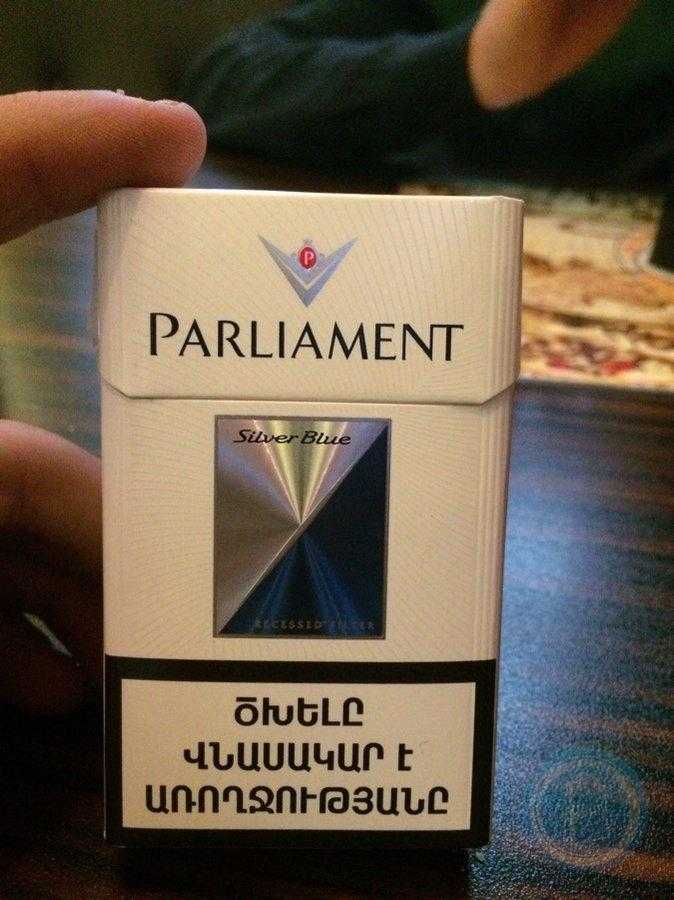 P
PARLIAMENT
Silver Blue
RECESSED FILTER
ԾԽԵԼԸ
ՎՆԱՍԱԿԱՐ Է
ԱՌՈՂՋՈՒԹՅԱՆԸ